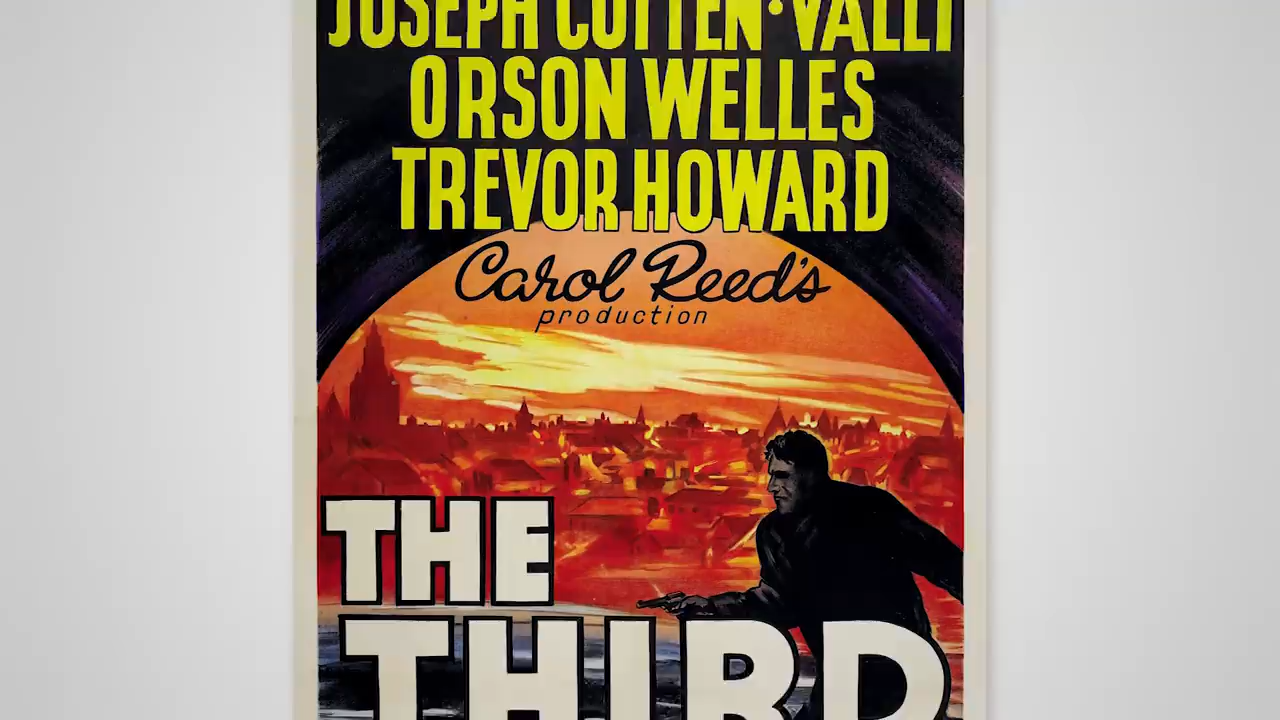 JOSEPH COTTEN·VALLI
ORSON WELLES
TREVOR HOWARD
Carol Reed's
production
THE
THIRD